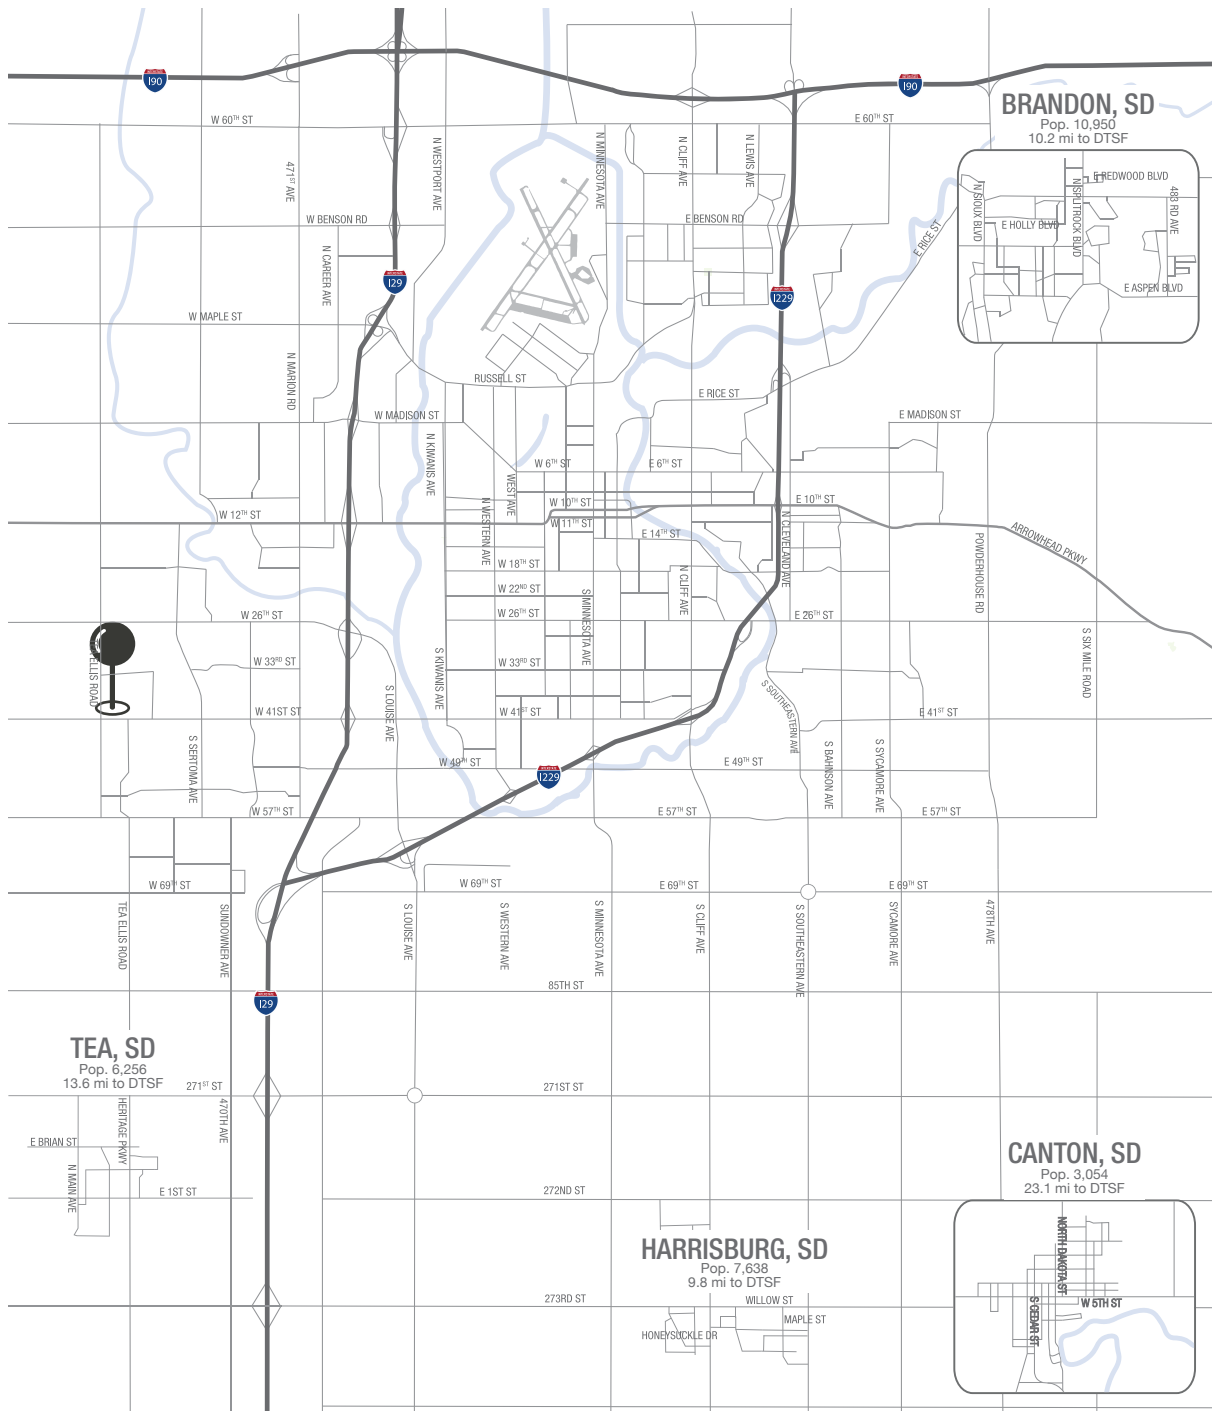 I90
I90
BRANDON, SD
Pop. 10,950
10.2 mi to DTSF
W 60TH ST
E 60TH ST
471ST AVE
N WESTPORT AVE
N MINNESOTA AVE
N CLIFF AVE
N LEWIS AVE
N SIOUX BLVD
N SPLITROCK BLVD
E REDWOOD BLVD
483 RD AVE
E HOLLY BLVD
E ASPEN BLVD
W BENSON RD
E BENSON RD
E RICE ST
N CAREER AVE
I29
I229
W MAPLE ST
N MARION RD
RUSSELL ST
E RICE ST
W MADISON ST
E MADISON ST
N KIWANIS AVE
W 6TH ST
E 6TH ST
WEST AVE
N WESTERN AVE
W 10TH ST
E 10TH ST
W 12TH ST
W 11TH ST
E 14TH ST
N CLEVELAND AVE
ARROWHEAD PKWY
POWDERHOUSE RD
W 18TH ST
N CLIFF AVE
W 22ND ST
S MINNESOTA AVE
W 26TH ST
W 26TH ST
E 26TH ST
S SIX MILE ROAD
ELLIS ROAD
W 33RD ST
S KIWANIS AVE
W 33RD ST
S LOUISE AVE
S SOUTHEASTERN AVE
W 41ST ST
W 41ST ST
E 41ST ST
S SERTOMA AVE
S BAHNSON AVE
S SYCAMORE AVE
W 49TH ST
E 49TH ST
I229
W 57TH ST
E 57TH ST
E 57TH ST
W 69TH ST
W 69TH ST
E 69TH ST
E 69TH ST
TEA ELLIS ROAD
SUNDOWNER AVE
S LOUISE AVE
S WESTERN AVE
S MINNESOTA AVE
S CLIFF AVE
S SOUTHEASTERN AVE
SYCAMORE AVE
478TH AVE
85TH ST
I29
TEA, SD
Pop. 6,256
13.6 mi to DTSF
271ST ST
271ST ST
HERITAGE PKWY
470TH AVE
E BRIAN ST
N MAIN AVE
E 1ST ST
272ND ST
CANTON, SD
Pop. 3,054
23.1 mi to DTSF
NORTH DAKOTA ST
S CEDAR ST
W 5TH ST
HARRISBURG, SD
Pop. 7,638
9.8 mi to DTSF
273RD ST
WILLOW ST
MAPLE ST
HONEYSUCKLE DR